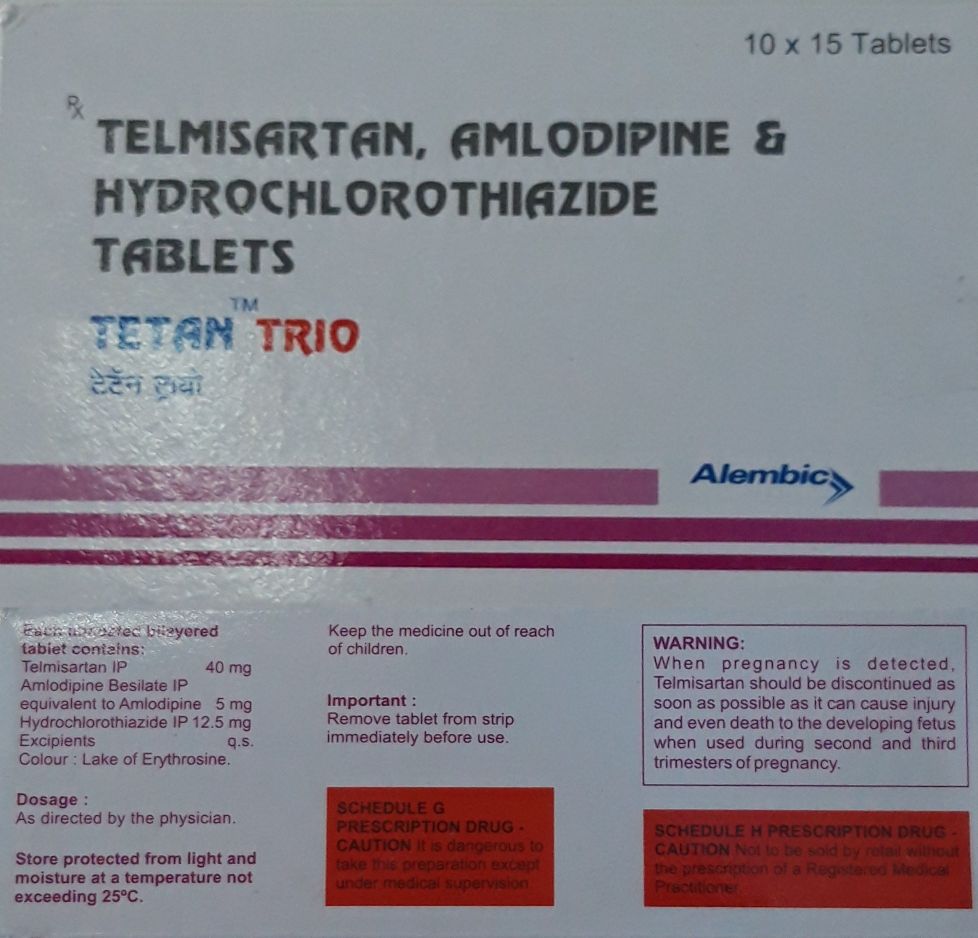 10 x 15 Tablets
Rx
TELMISARTAN, AMLODIPINE &
HYDROCHLOROTHIAZIDE
TABLETS
TETAN™ TRIO
टेटॅन ट्रायो
Alembic
Each uncoated bilayered
tablet contains:
Telmisartan IP 40 mg
Amlodipine Besilate IP
equivalent to Amlodipine 5 mg
Hydrochlorothiazide IP 12.5 mg
Excipients q.s.
Colour : Lake of Erythrosine.
Dosage :
As directed by the physician.
Store protected from light and
moisture at a temperature not
exceeding 25ºC.
Keep the medicine out of reach
of children.
Important :
Remove tablet from strip
immediately before use.
SCHEDULE G
PRESCRIPTION DRUG -
CAUTION It is dangerous to
take this preparation except
under medical supervision.
WARNING:
When pregnancy is detected,
Telmisartan should be discontinued as
soon as possible as it can cause injury
and even death to the developing fetus
when used during second and third
trimesters of pregnancy.
SCHEDULE H PRESCRIPTION DRUG -
CAUTION Not to be sold by retail without
the prescription of a Registered Medical
Practitioner.